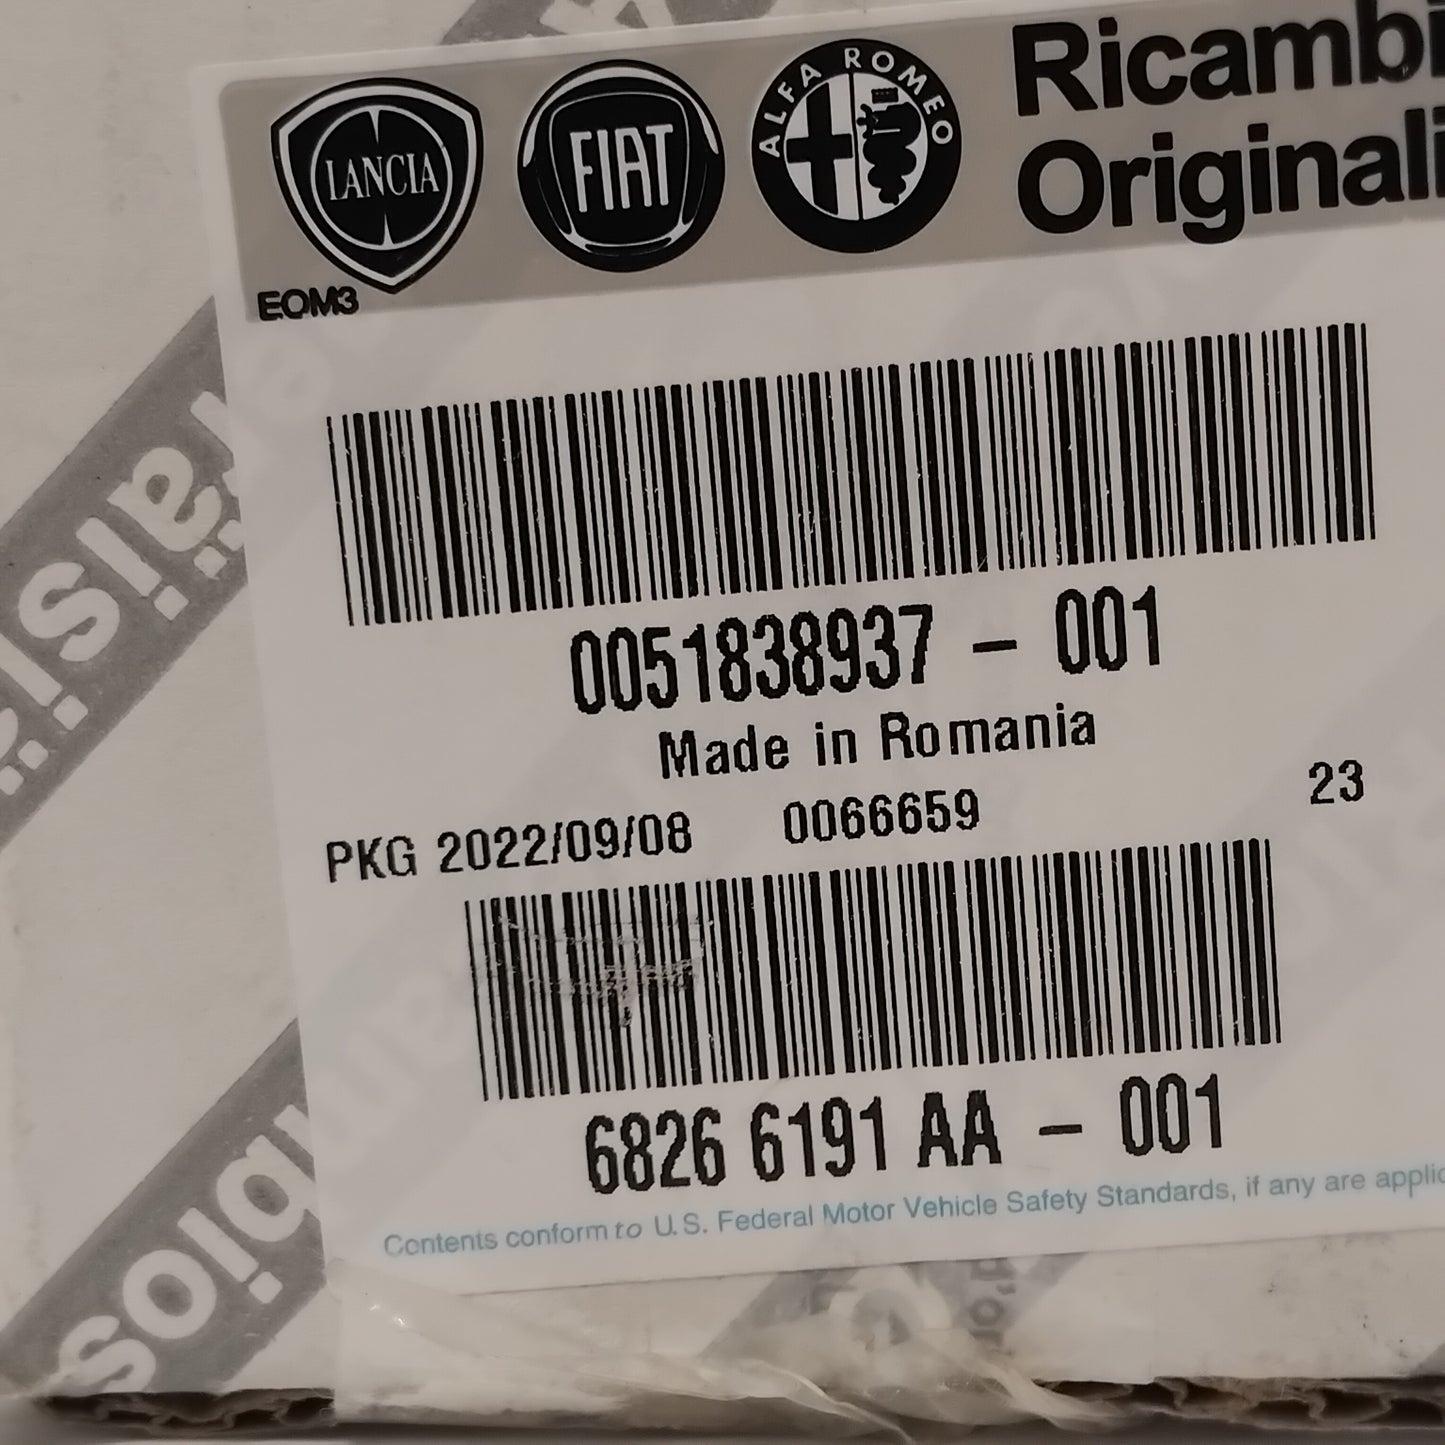 LANCIA
FIAT
ALFA ROMEO
Ricambi
Originali
EOM3
0051838937 - 001
Made in Romania
PKG 2022/09/08 0066659 23
6826 6191 AA - 001
Contents conform to U.S. Federal Motor Vehicle Safety Standards, if any are applic